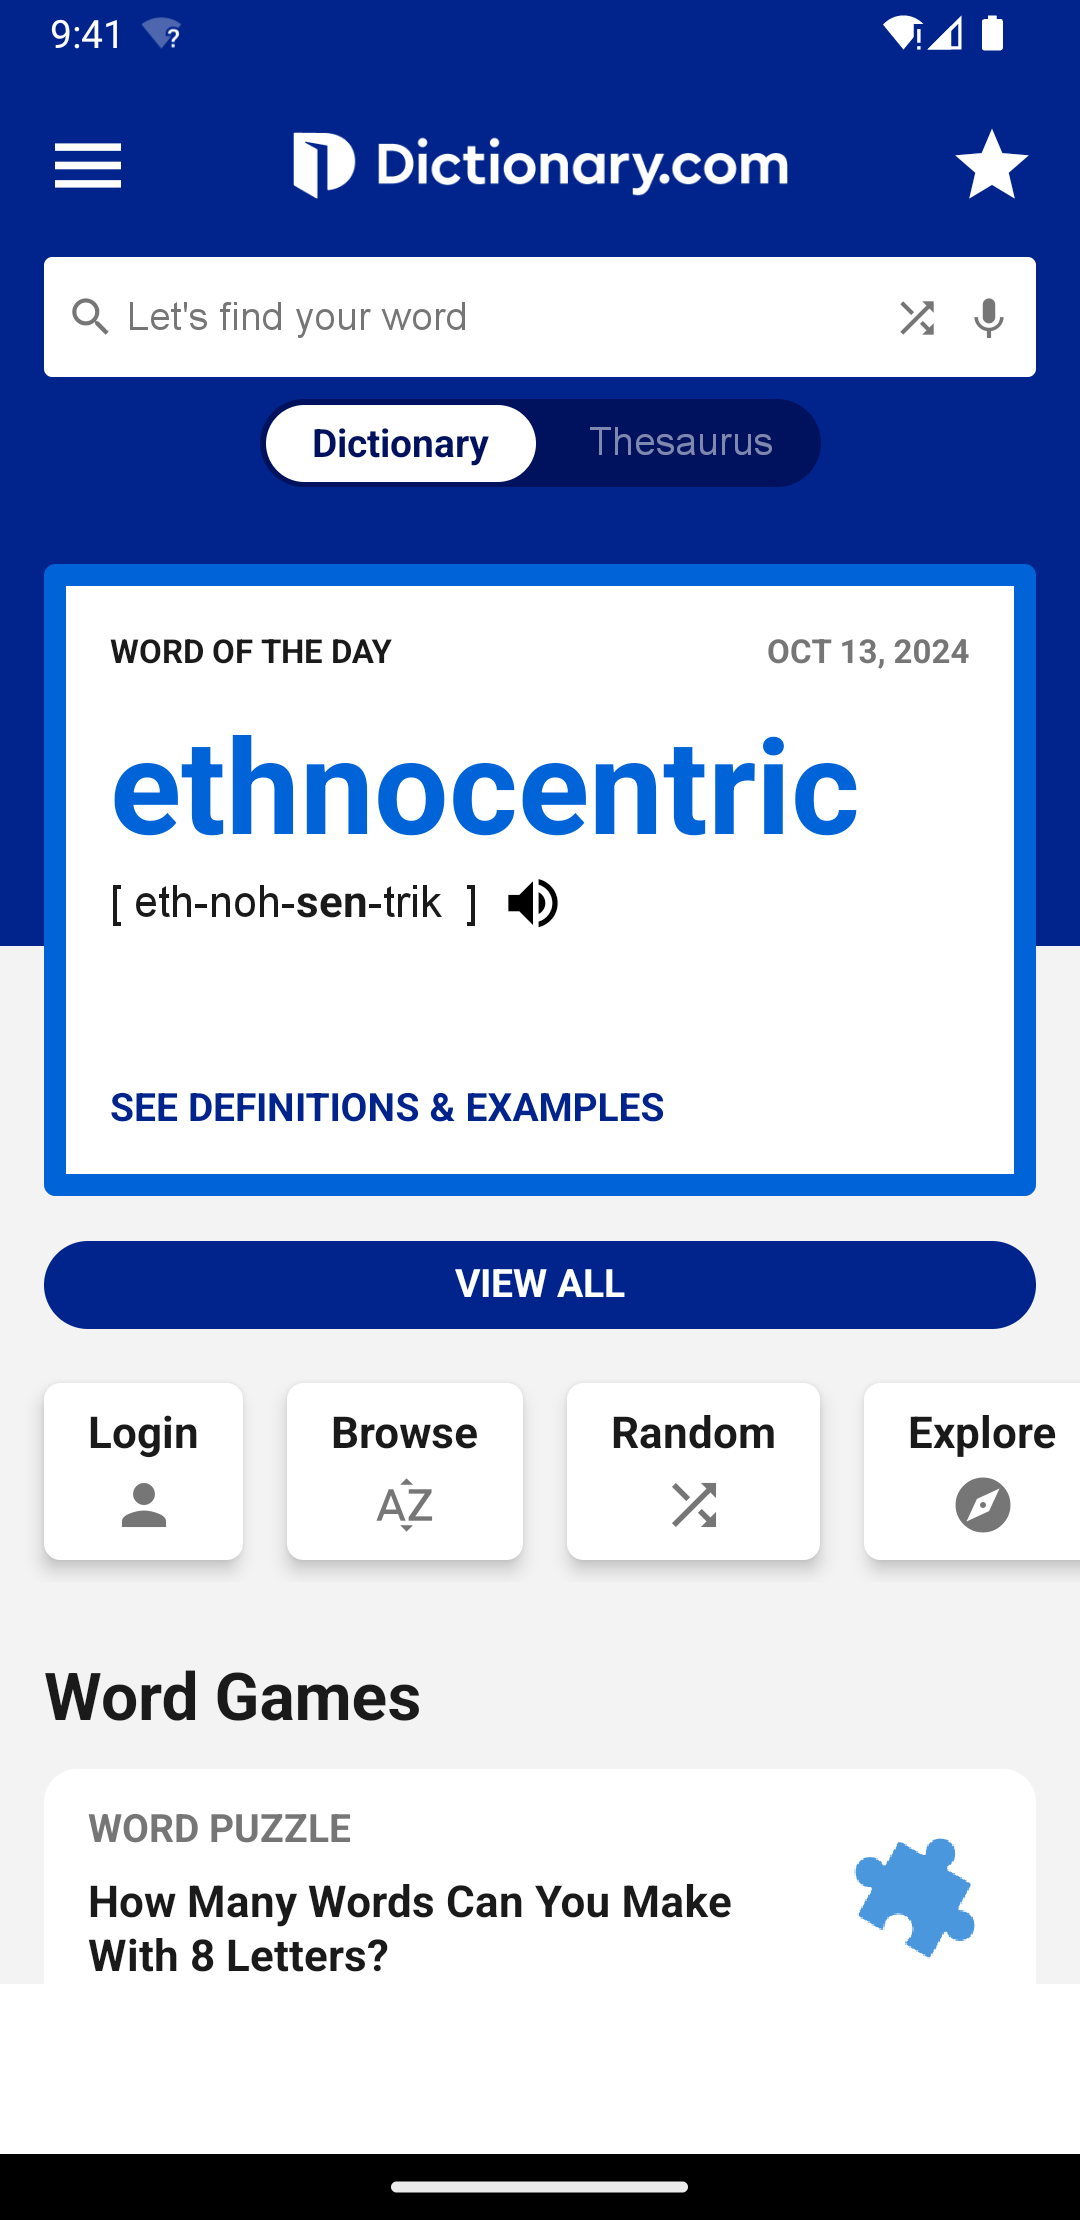 9:41
Dictionary.com
Let's find your word
Dictionary Thesaurus
WORD OF THE DAY OCT 13, 2024
ethnocentric
[ eth-noh-sen-trik ]
SEE DEFINITIONS & EXAMPLES
VIEW ALL
Login Browse Random Explore
AZ
Word Games
WORD PUZZLE
How Many Words Can You Make
With 8 Letters?